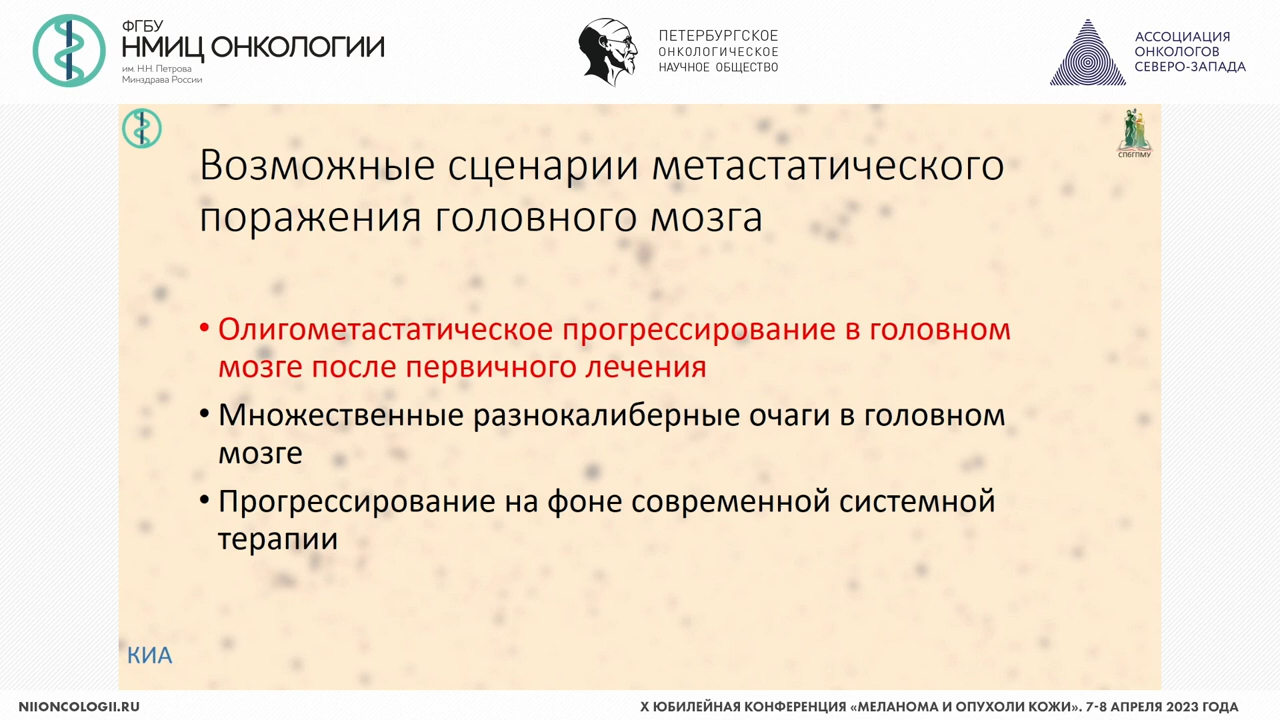 ФГБУ
НМИЦ ОНКОЛОГИИ
им. Н.Н. Петрова
Минздрава России
ПЕТЕРБУРГСКОЕ
ОНКОЛОГИЧЕСКОЕ
НАУЧНОЕ ОБЩЕСТВО
АССОЦИАЦИЯ
ОНКОЛОГОВ
СЕВЕРО-ЗАПАДА
СПбГПМУ
Возможные сценарии метастатического
поражения головного мозга
• Олигометастатическое прогрессирование в головном
мозге после первичного лечения
• Множественные разнокалиберные очаги в головном
мозге
• Прогрессирование на фоне современной системной
терапии
КИА
NIIONCOLOGII.RU
X ЮБИЛЕЙНАЯ КОНФЕРЕНЦИЯ «МЕЛАНОМА И ОПУХОЛИ КОЖИ». 7-8 АПРЕЛЯ 2023 ГОДА